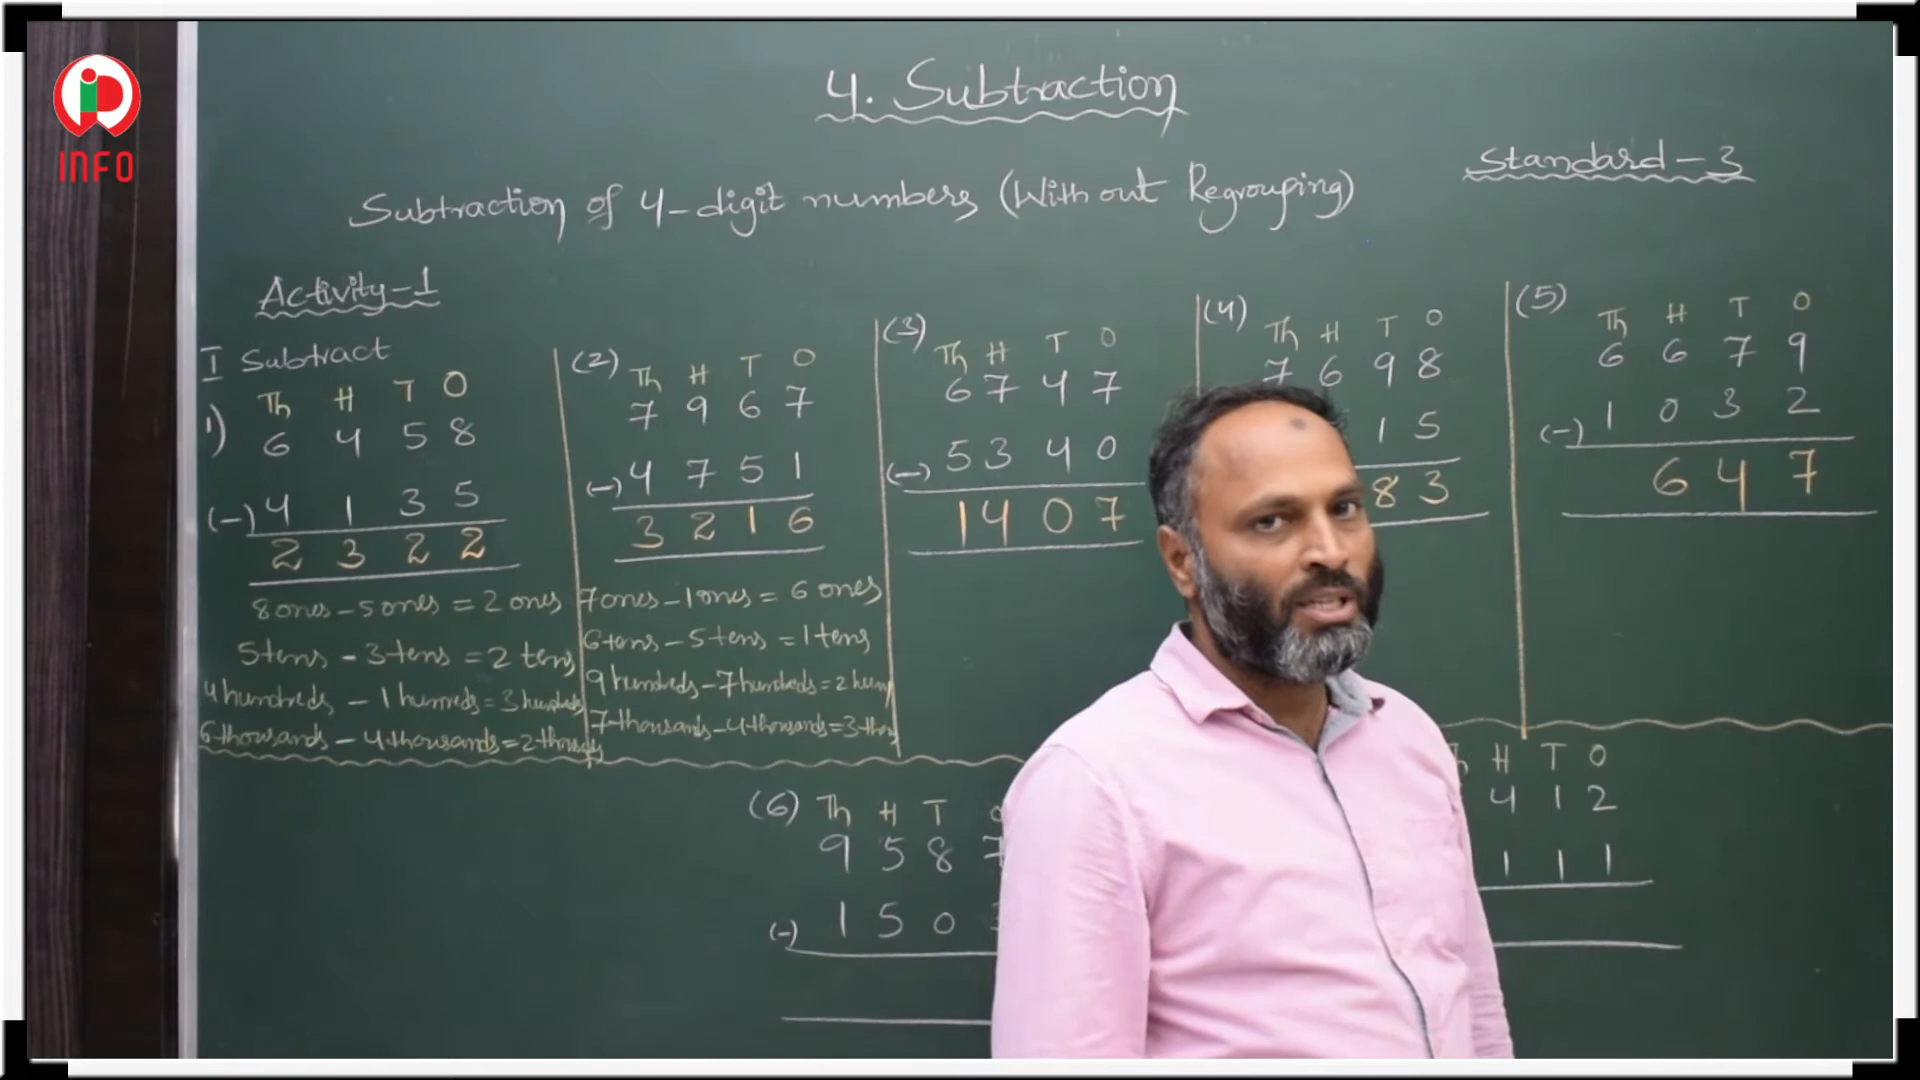 INFO
4. Subtraction
Standard - 3
Subtraction of 4-digit numbers (With out Regrouping)
Activity-1
I Subtract
1)
Th H T O
6 4 5 8
(-) 4 1 3 5
2 3 2 2
8 ones - 5 ones = 2 ones
5 tens - 3 tens = 2 tens
4 hundreds - 1 hunreds = 3 hundreds
6 thousands - 4 thousands = 2 thousds
(2)
Th H T O
7 9 6 7
(-) 4 7 5 1
3 2 1 6
7 ones - 1 ones = 6 ones
6 tens - 5 tens = 1 tens
9 hundreds - 7 hundreds = 2 hun
7 thousands - 4 thousands = 3 thou
(3)
Th H T O
6 7 4 7
(-) 5 3 4 0
1 4 0 7
(4)
Th H T O
7 6 9 8
1 5
8 3
(5)
Th H T O
6 6 7 9
(-) 1 0 3 2
6 4 7
(6)
Th H T
9 5 8 7
(-) 1 5 0
H T O
4 1 2
1 1 1